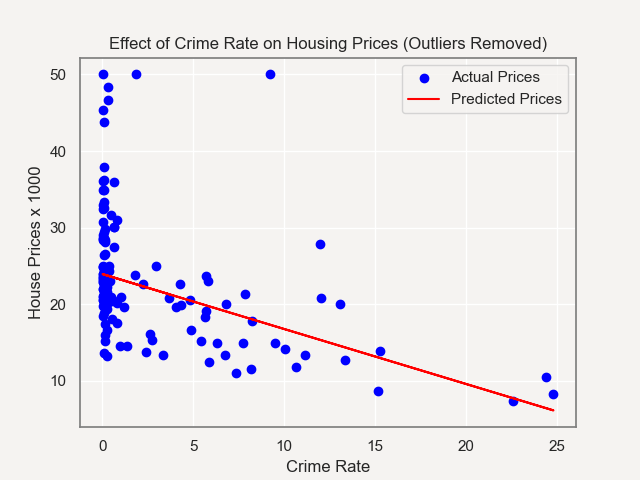 Effect of Crime Rate on Housing Prices (Outliers Removed)
Actual Prices
Predicted Prices
50
40
30
20
10
House Prices x 1000
0 5 10 15 20 25
Crime Rate